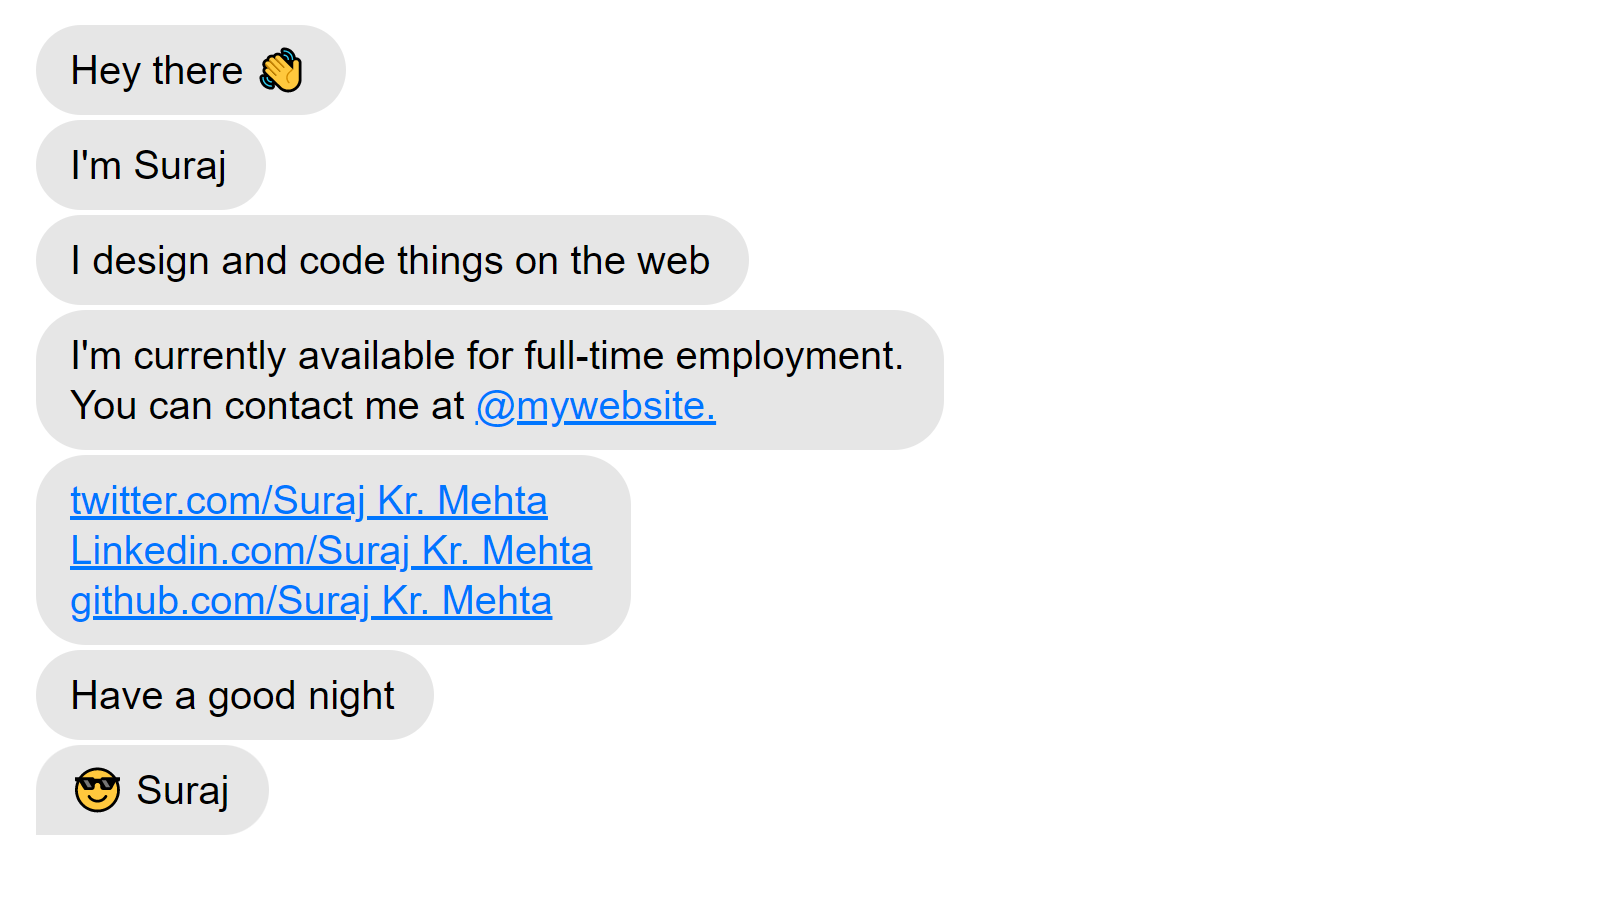 Hey there 👋
I'm Suraj
I design and code things on the web
I'm currently available for full-time employment.
You can contact me at @mywebsite.
twitter.com/Suraj Kr. Mehta
Linkedin.com/Suraj Kr. Mehta
github.com/Suraj Kr. Mehta
Have a good night
😎 Suraj